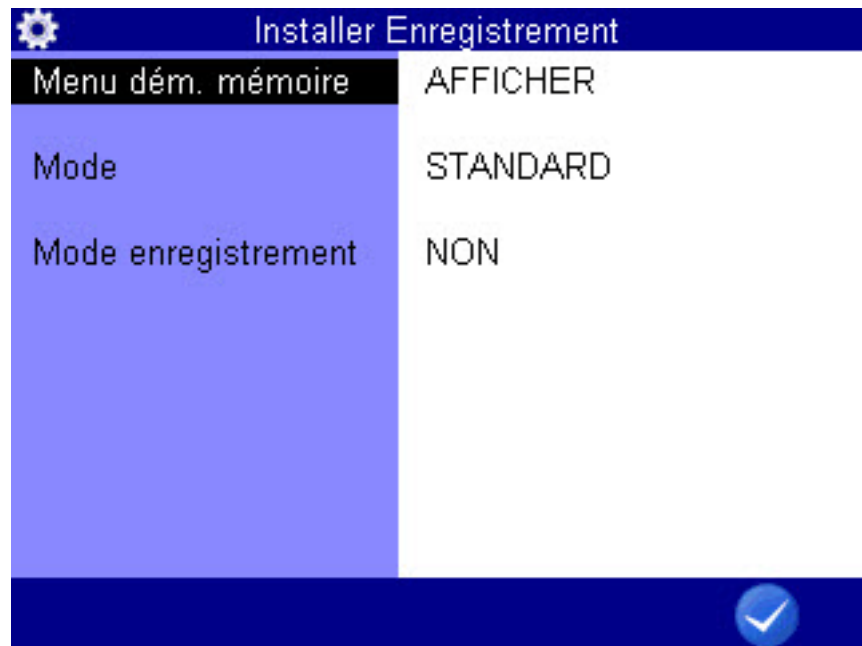 Installer Enregistrement
Menu dém. mémoire AFFICHER
Mode STANDARD
Mode enregistrement NON